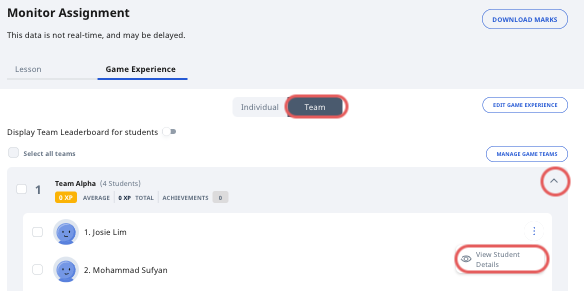 Monitor Assignment
DOWNLOAD MARKS
This data is not real-time, and may be delayed.
Lesson
Game Experience
Individual
Team
EDIT GAME EXPERIENCE
Display Team Leaderboard for students
Select all teams
MANAGE GAME TEAMS
1
Team Alpha (4 Students)
0 XP AVERAGE 0 XP TOTAL ACHIEVEMENTS 0
1. Josie Lim
View Student
Details
2. Mohammad Sufyan